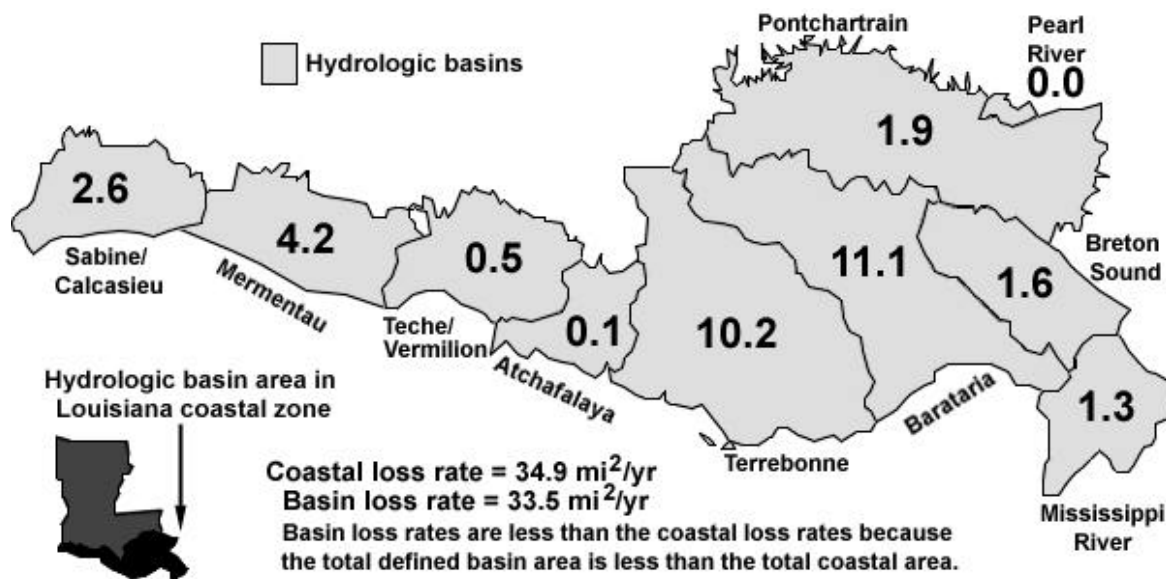 Pontchartrain
Pearl
River
0.0
Hydrologic basins
1.9
2.6
4.2
0.5
0.1
10.2
11.1
1.6
1.3
Sabine/
Calcasieu
Mermentau
Teche/
Vermilion
Atchafalaya
Terrebonne
Barataria
Breton
Sound
Mississippi
River
Hydrologic basin area in
Louisiana coastal zone
Coastal loss rate = 34.9 mi²/yr
Basin loss rate = 33.5 mi²/yr
Basin loss rates are less than the coastal loss rates because
the total defined basin area is less than the total coastal area.